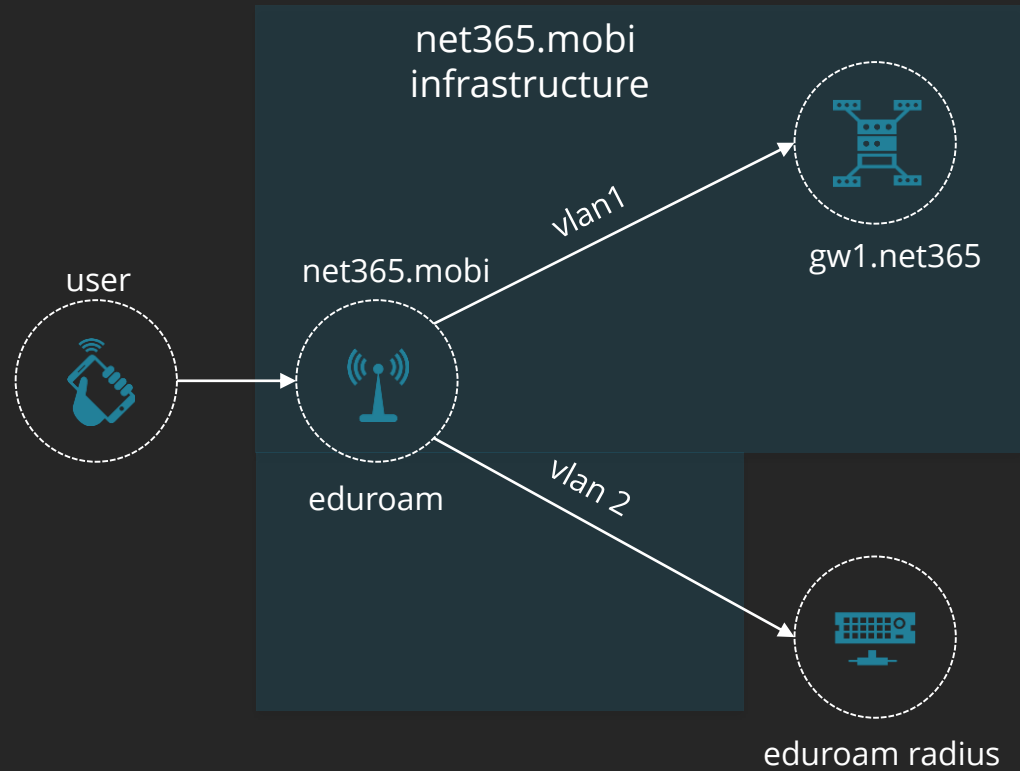 net365.mobi
infrastructure
vlan1
gw1.net365
net365.mobi
user
eduroam
vlan 2
eduroam radius